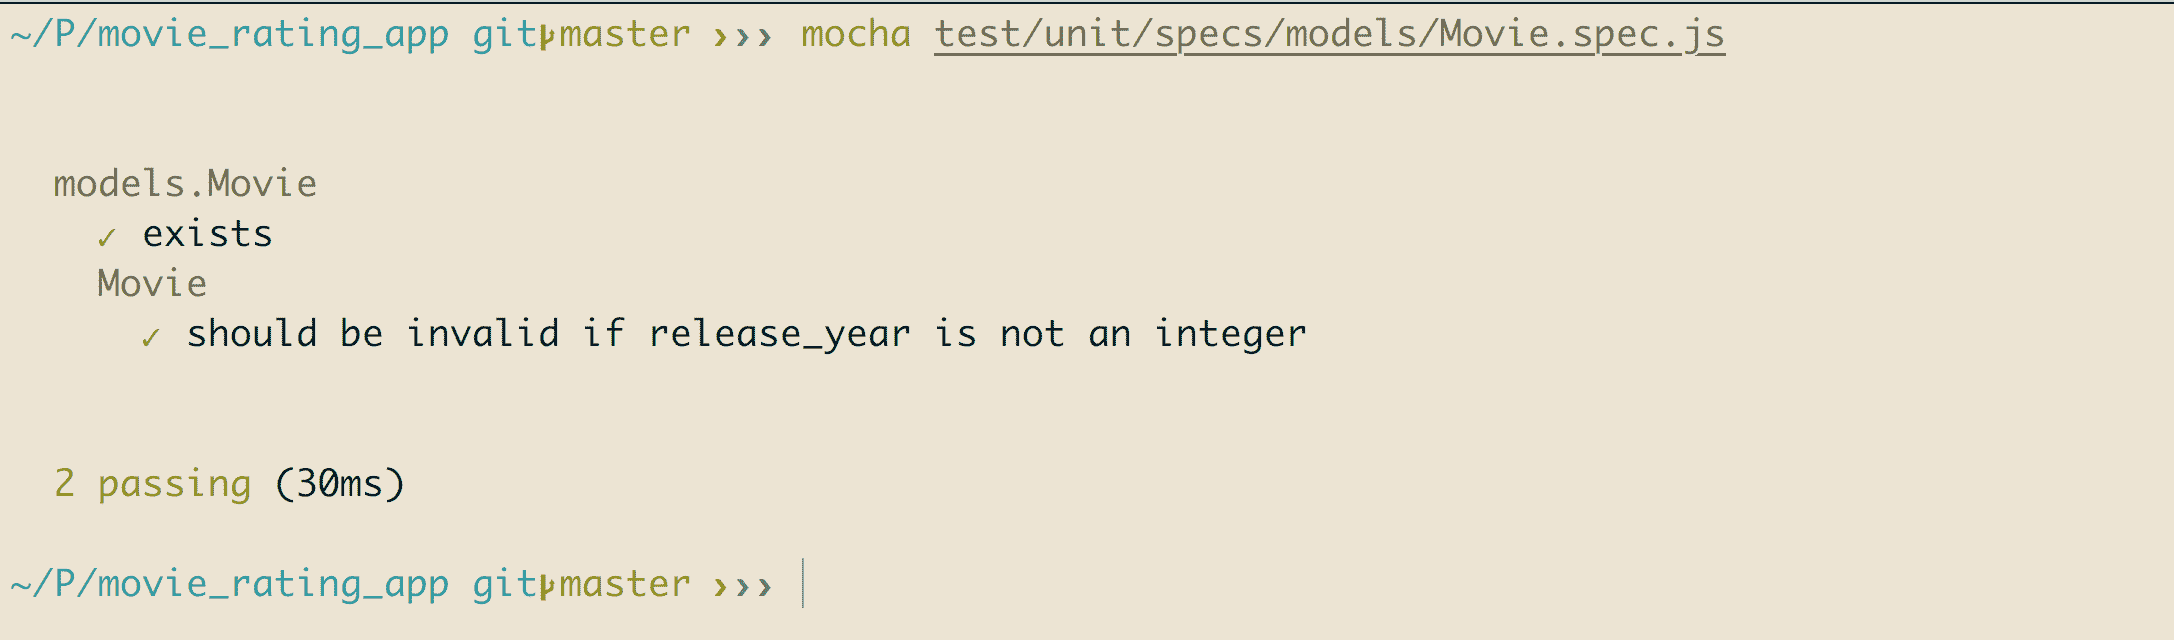 ~/P/movie_rating_app git master ››› mocha test/unit/specs/models/Movie.spec.js
models.Movie
✓ exists
Movie
✓ should be invalid if release_year is not an integer
2 passing (30ms)
~/P/movie_rating_app git master ›››